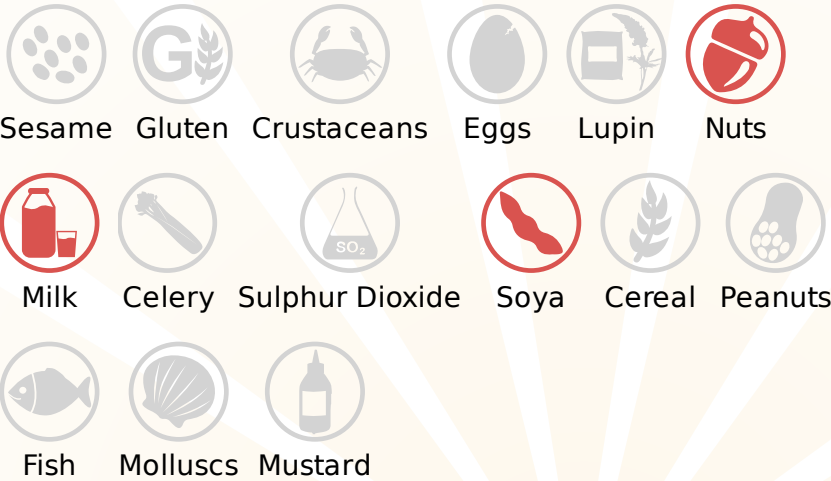 G
Sesame Gluten Crustaceans Eggs Lupin Nuts
SO₂
Milk Celery Sulphur Dioxide Soya Cereal Peanuts
Fish Molluscs Mustard